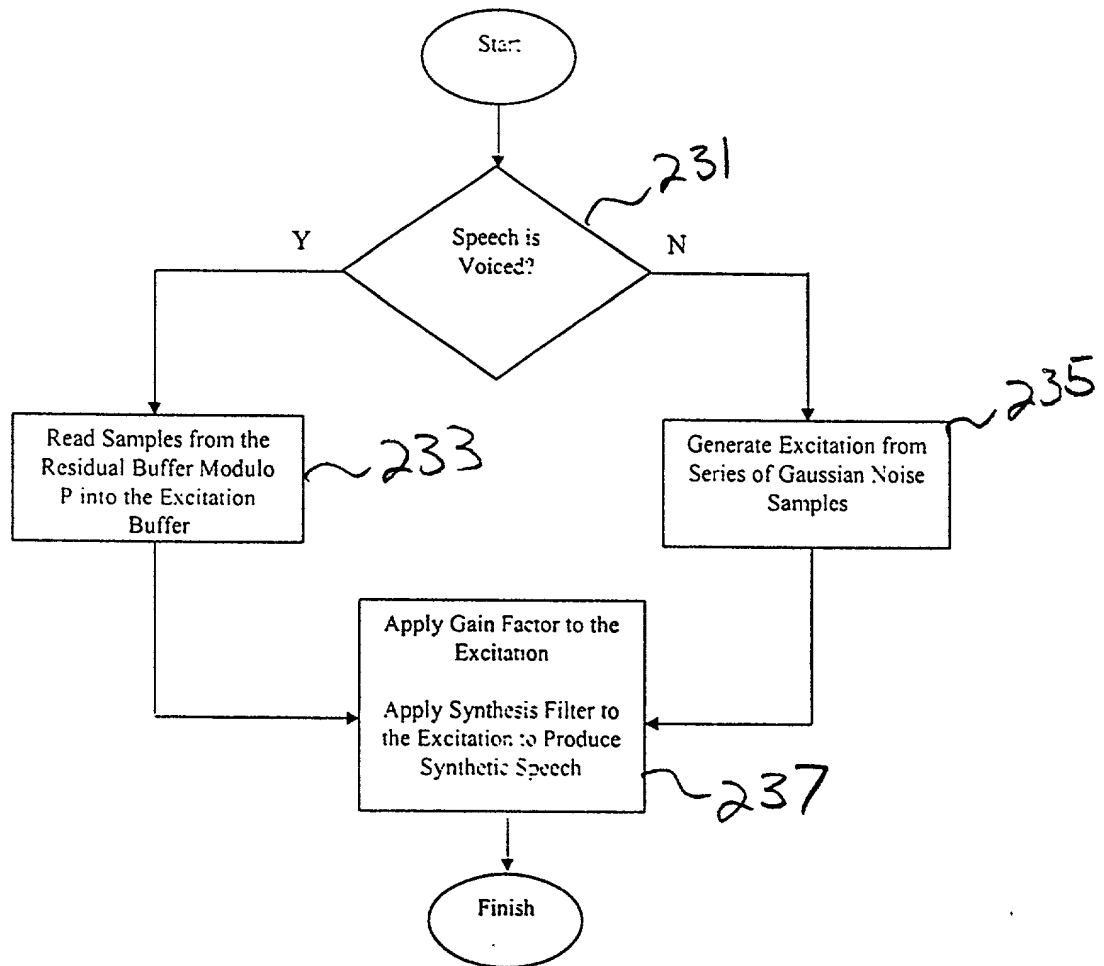 Start
231
Speech is
Voiced?
Y
N
235
Read Samples from the
Residual Buffer Modulo
P into the Excitation
Buffer
233
Generate Excitation from
Series of Gaussian Noise
Samples
Apply Gain Factor to the
Excitation
Apply Synthesis Filter to
the Excitation to Produce
Synthetic Speech
237
Finish